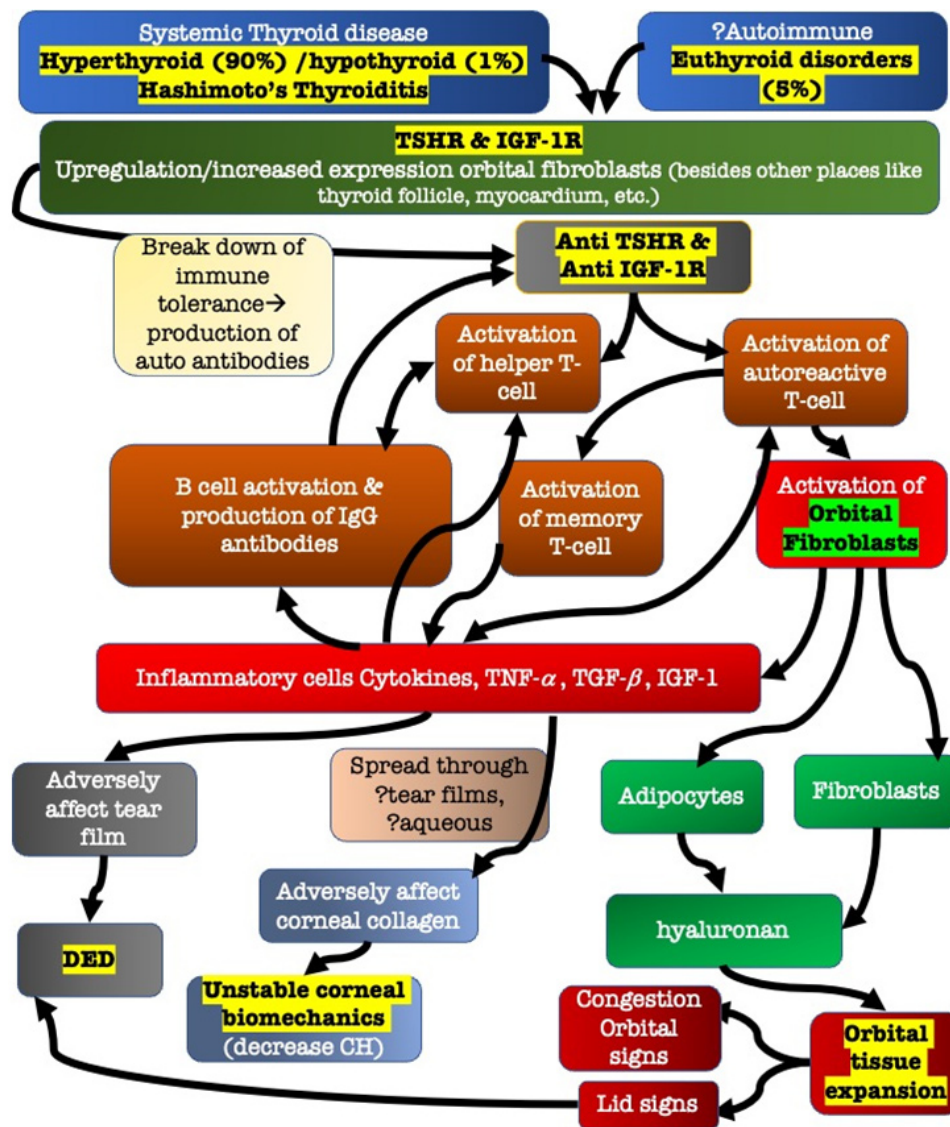 Systemic Thyroid disease
Hyperthyroid (90%) /hypothyroid (1%)
Hashimoto's Thyroiditis
?Autoimmune
Euthyroid disorders
(5%)
TSHR & IGF-1R
Upregulation/increased expression orbital fibroblasts (besides other places like
thyroid follicle, myocardium, etc.)
Break down of
immune
tolerance→
production of
auto antibodies
Anti TSHR &
Anti IGF-1R
Activation
of helper T-
cell
Activation of
autoreactive
T-cell
B cell activation &
production of IgG
antibodies
Activation
of memory
T-cell
Activation of
Orbital
Fibroblasts
Inflammatory cells Cytokines, TNF-α, TGF-β, IGF-1
Adversely
affect tear
film
Spread through
?tear films,
?aqueous
Adipocytes
Fibroblasts
Adversely affect
corneal collagen
hyaluronan
DED
Unstable corneal
biomechanics
(decrease CH)
Congestion
Orbital
signs
Orbital
tissue
expansion
Lid signs